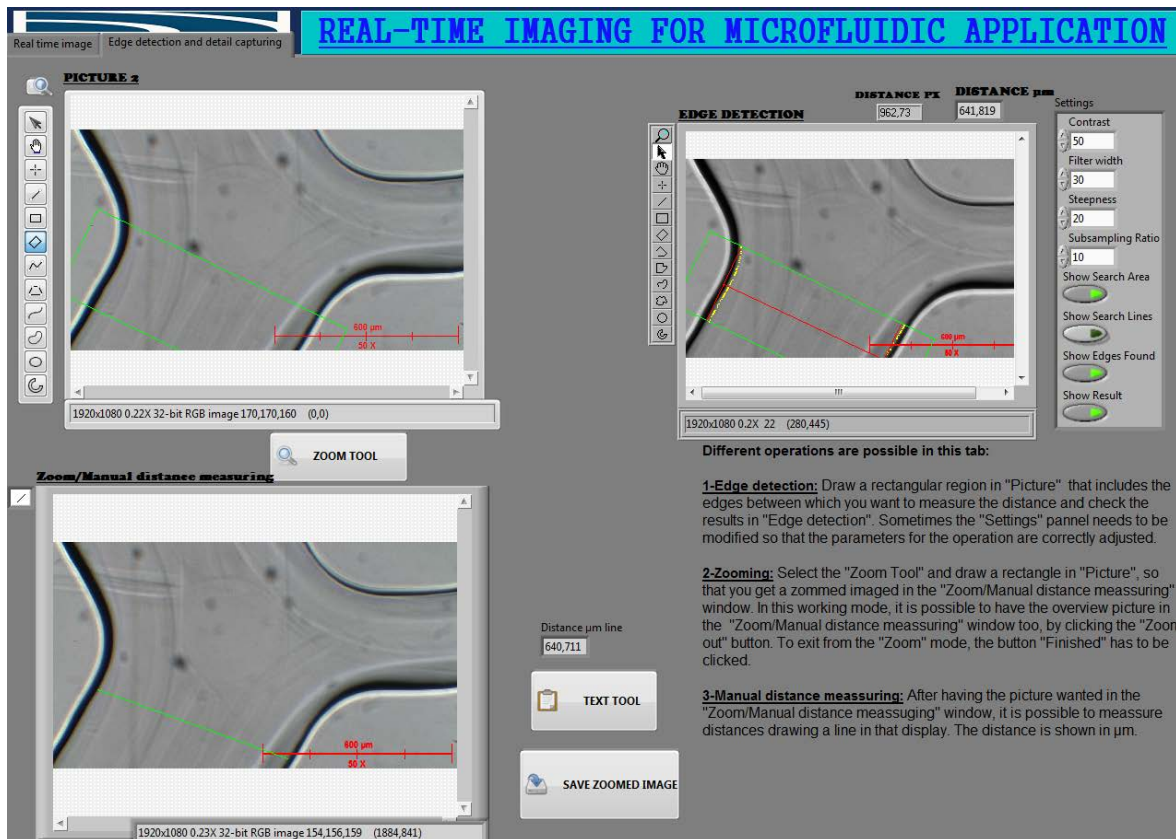 REAL-TIME IMAGING FOR MICROFLUIDIC APPLICATION
Real time image
Edge detection and detail capturing
PICTURE 2
600 µm
50 X
1920x1080 0.22X 32-bit RGB image 170,170,160 (0,0)
ZOOM TOOL
Zoom/Manual distance measuring
600 µm
50 X
1920x1080 0.23X 32-bit RGB image 154,156,159 (1884,841)
Distance µm line
640,711
TEXT TOOL
SAVE ZOOMED IMAGE
DISTANCE PX
962,73
DISTANCE µm
641,819
EDGE DETECTION
600 µm
50 X
1920x1080 0.2X 22 (280,445)
Settings
Contrast
50
Filter width
30
Steepness
20
Subsampling Ratio
10
Show Search Area
Show Search Lines
Show Edges Found
Show Result
Different operations are possible in this tab:
1-Edge detection: Draw a rectangular region in "Picture" that includes the
edges between which you want to measure the distance and check the
results in "Edge detection". Sometimes the "Settings" pannel needs to be
modified so that the parameters for the operation are correctly adjusted.
2-Zooming: Select the "Zoom Tool" and draw a rectangle in "Picture", so
that you get a zommed imaged in the "Zoom/Manual distance meassuring"
window. In this working mode, it is possible to have the overview picture in
the "Zoom/Manual distance meassuring" window too, by clicking the "Zoom
out" button. To exit from the "Zoom" mode, the button "Finished" has to be
clicked.
3-Manual distance meassuring: After having the picture wanted in the
"Zoom/Manual distance meassuging" window, it is possible to meassure
distances drawing a line in that display. The distance is shown in µm.